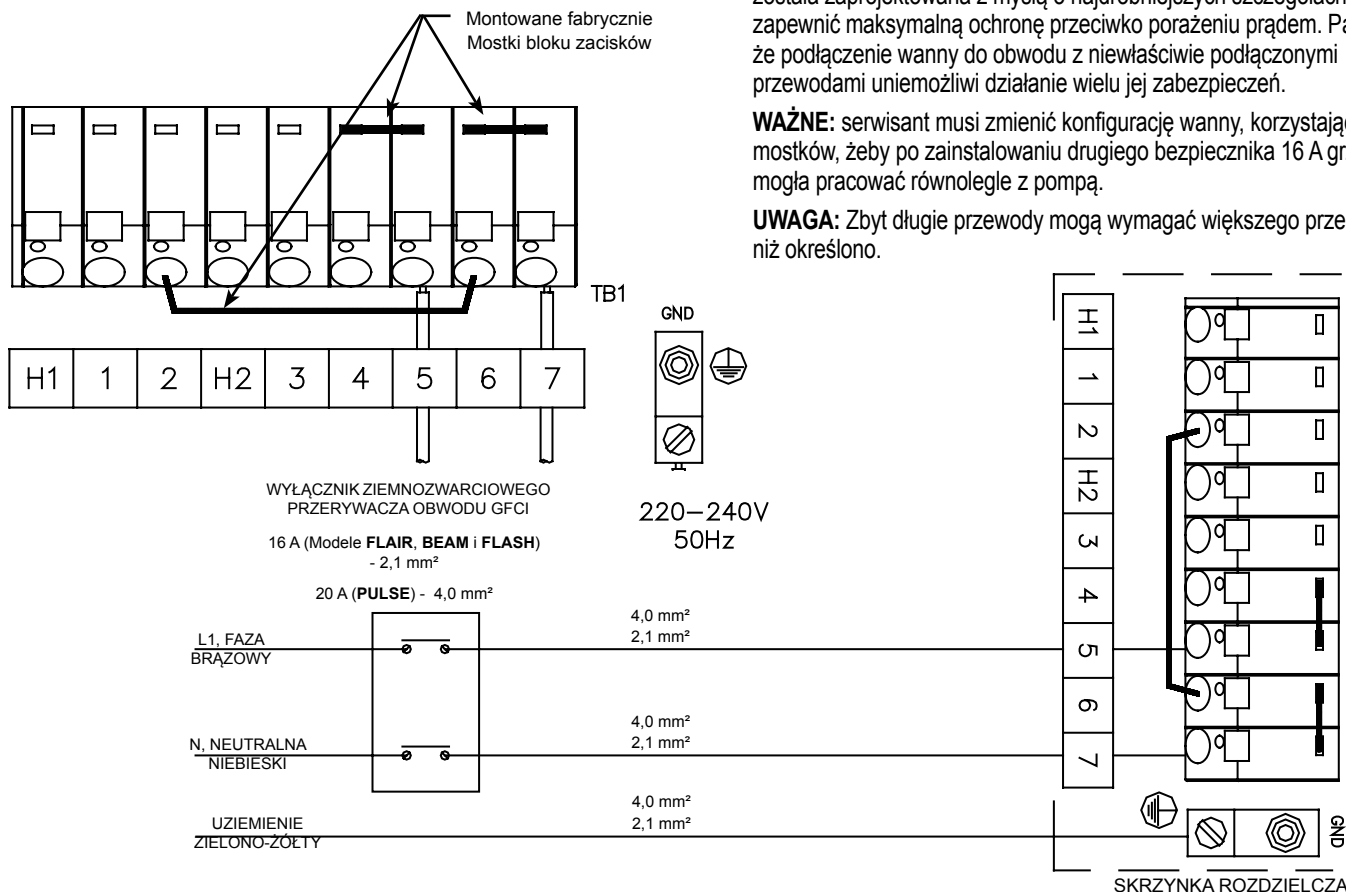 Montowane fabrycznie
Mostki bloku zacisków
TB1
H1 1 2 H2 3 4 5 6 7
GND
220–240V
50Hz
zapewnić maksymalną ochronę przeciwko porażeniu prądem.
że podłączenie wanny do obwodu z niewłaściwie podłączonymi
przewodami uniemożliwi działanie wielu jej zabezpieczeń.
WAŻNE: serwisant musi zmienić konfigurację wanny,
mostków, żeby po zainstalowaniu drugiego bezpiecznika 16 A
mogła pracować równolegle z pompą.
UWAGA: Zbyt długie przewody mogą wymagać większego
niż określono.
WYŁĄCZNIK ZIEMNOZWARCIOWEGO
PRZERYWACZA OBWODU GFCI
16 A (Modele FLAIR, BEAM i FLASH)
- 2,1 mm²
20 A (PULSE) - 4,0 mm²
L1, FAZA
BRĄZOWY
4,0 mm²
2,1 mm²
N, NEUTRALNA
NIEBIESKI
4,0 mm²
2,1 mm²
UZIEMIENIE
ZIELONO-ŻÓŁTY
4,0 mm²
2,1 mm²
H1
1
2
H2
3
4
5
6
7
GND
SKRZYNKA ROZDZIELCZA